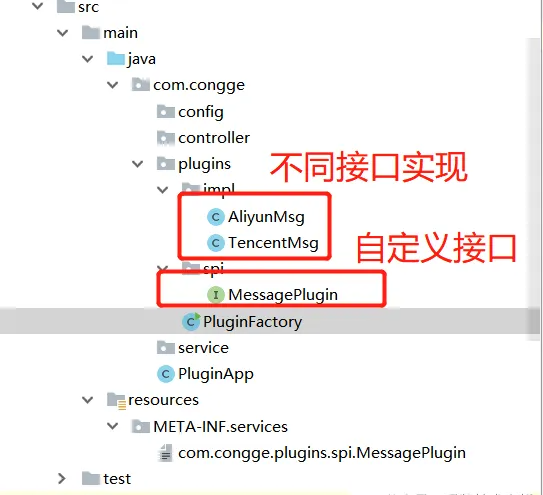 src
main
java
com.congge
config
controller
plugins
不同接口实现
impl
C AliyunMsg
C TencentMsg
自定义接口
spi
I MessagePlugin
C PluginFactory
service
C PluginApp
resources
META-INF.services
com.congge.plugins.spi.MessagePlugin
test